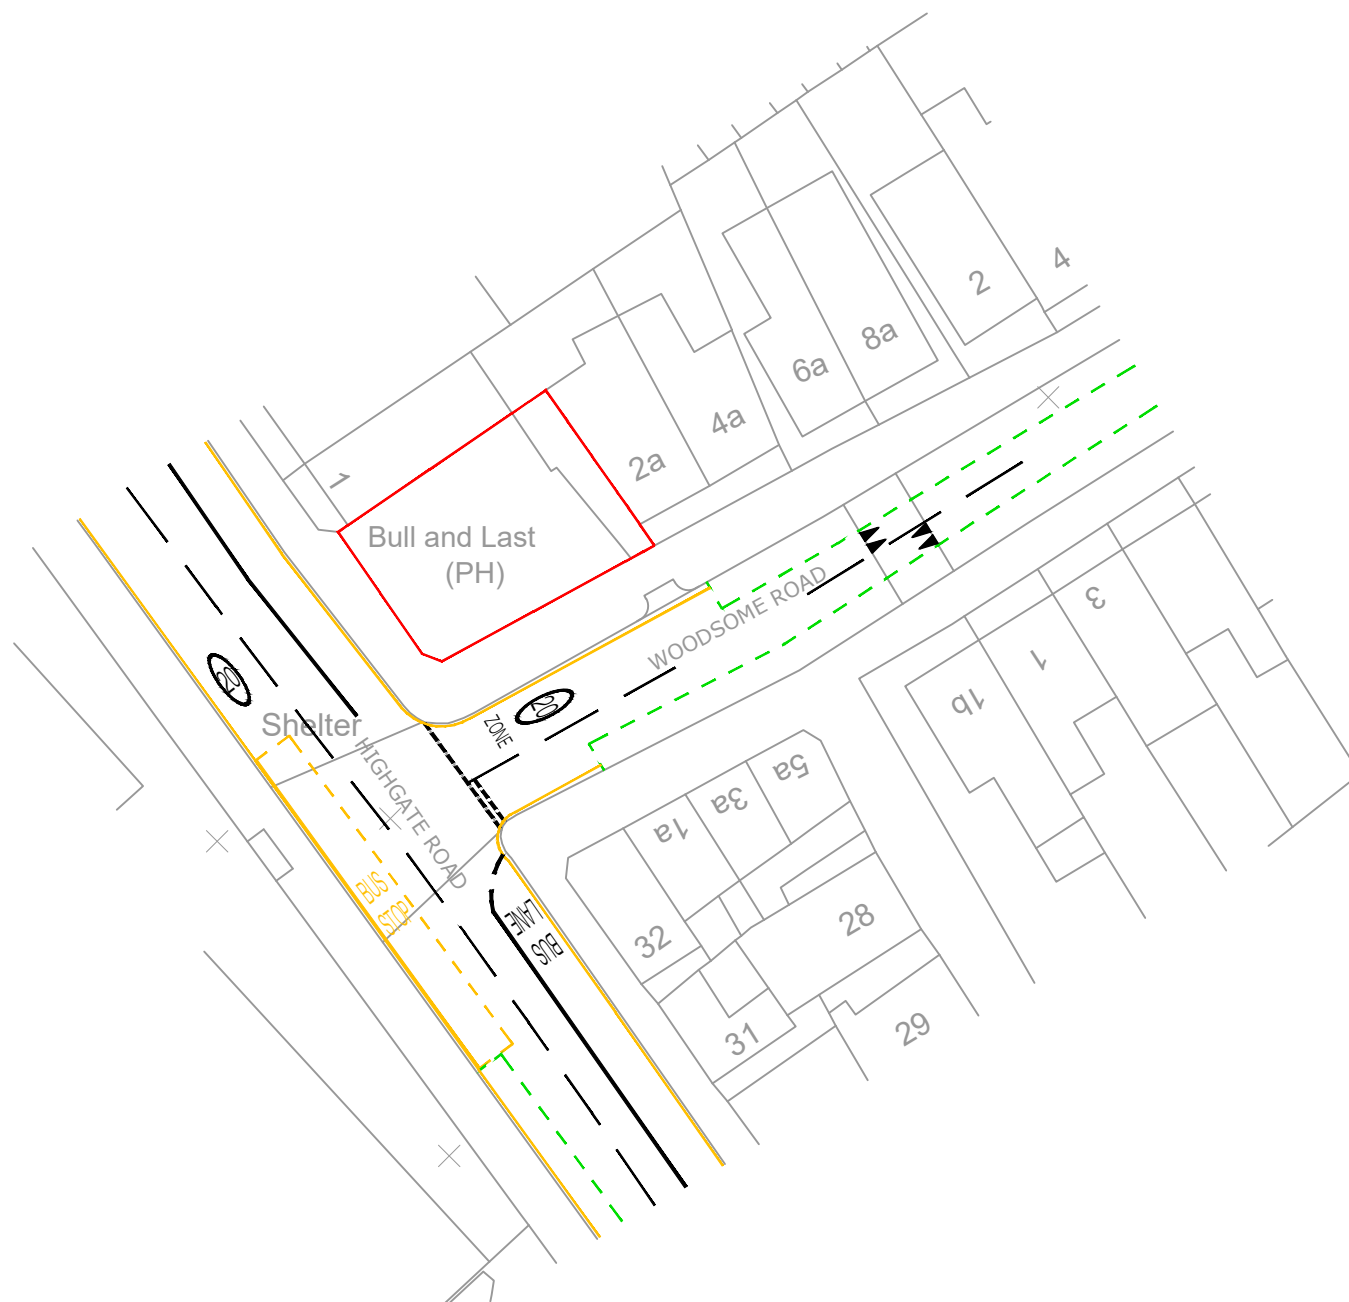 4
2
8a
6a
4a
2a
1
Bull and Last
(PH)
WOODSOME ROAD
3
1
1b
20
20
ZONE
Shelter
HIGHGATE ROAD
5a
3a
1a
BUS
STOP
BUS
LANE
32
28
31
29